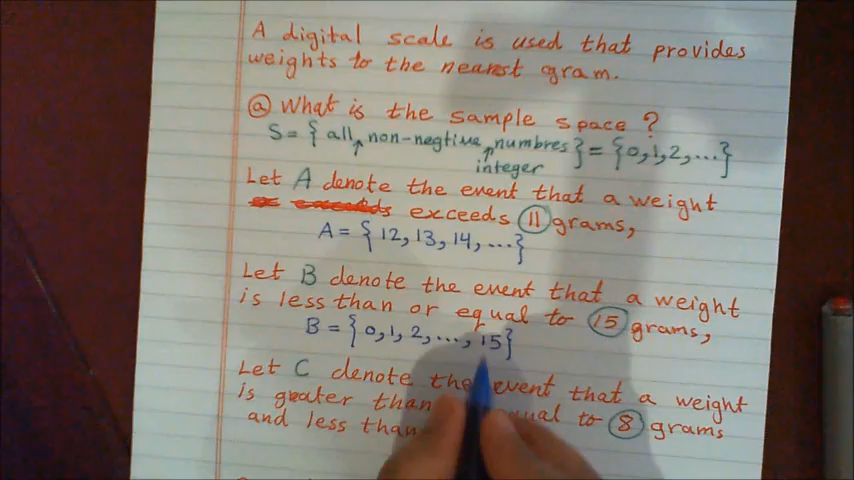 A digital scale is used that provides
weights to the nearest gram.
@ What is the sample space ?
S = { all non-negtive numbres } = {0, 1, 2, ...}
integer
Let A denote the event that a weight
exceeds 11 grams,
A = {12, 13, 14, ...}
Let B denote the event that a weight
is less than or equal to 15 grams,
B = {0, 1, 2, ..., 15}
Let C denote the event that a weight
is greater than equal to 8 grams
and less than